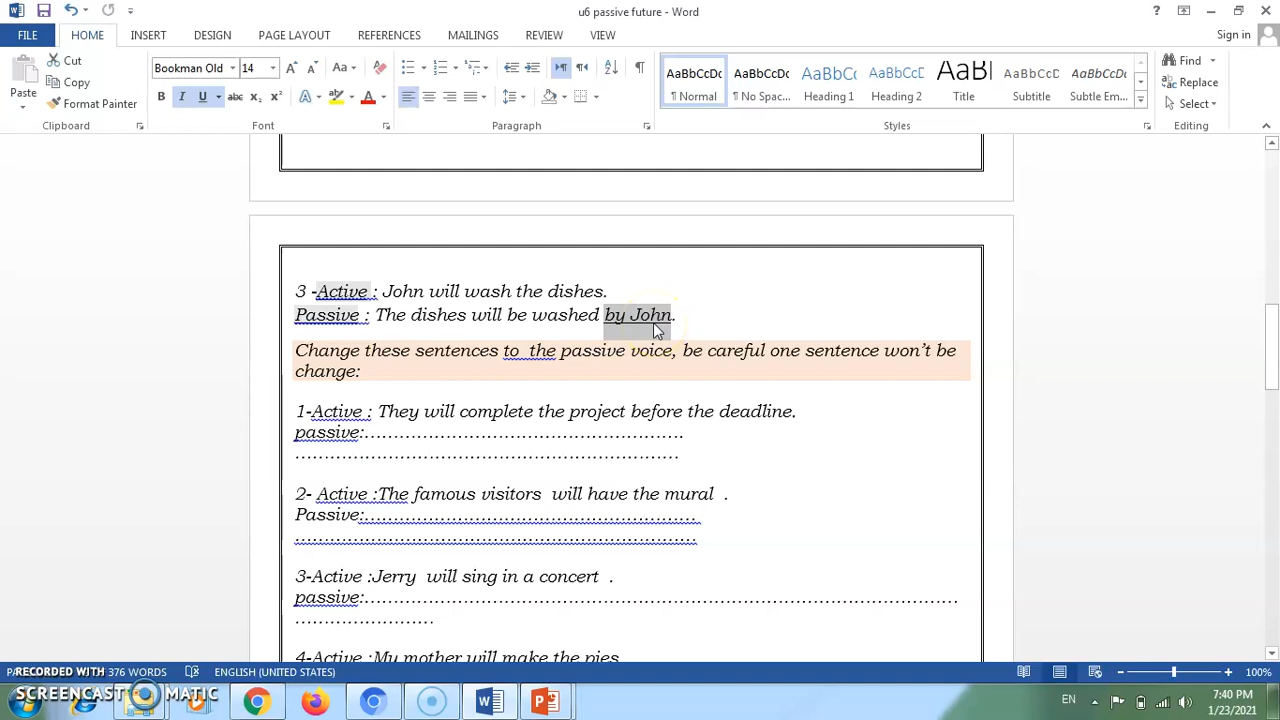 u6 passive future - Word
FILE HOME INSERT DESIGN PAGE LAYOUT REFERENCES MAILINGS REVIEW VIEW Sign in
Paste Cut Copy Format Painter
Bookman Old 14
AaBbCcDc AaBbCcDc AaBbCc AaBbCcD AaBl AaBbCcD AaBbCcD
¶ Normal ¶ No Spac... Heading 1 Heading 2 Title Subtitle Subtle Em...
Find Replace Select
Clipboard Font Paragraph Styles Editing
3 -Active : John will wash the dishes.
Passive : The dishes will be washed by John.
Change these sentences to the passive voice, be careful one sentence won't be
change:
1-Active : They will complete the project before the deadline.
passive:…………………………………………………….
…………………………………………………………
2- Active :The famous visitors will have the mural .
Passive:………………………………………………………
…………………………………………………………
3-Active :Jerry will sing in a concert .
passive:………………………………………………………………………………………
……………………
4-Active :My mother will make the pies
376 WORDS ENGLISH (UNITED STATES) 100%
RECORDED WITH
SCREENCAST MATIC
EN 7:40 PM
1/23/2021